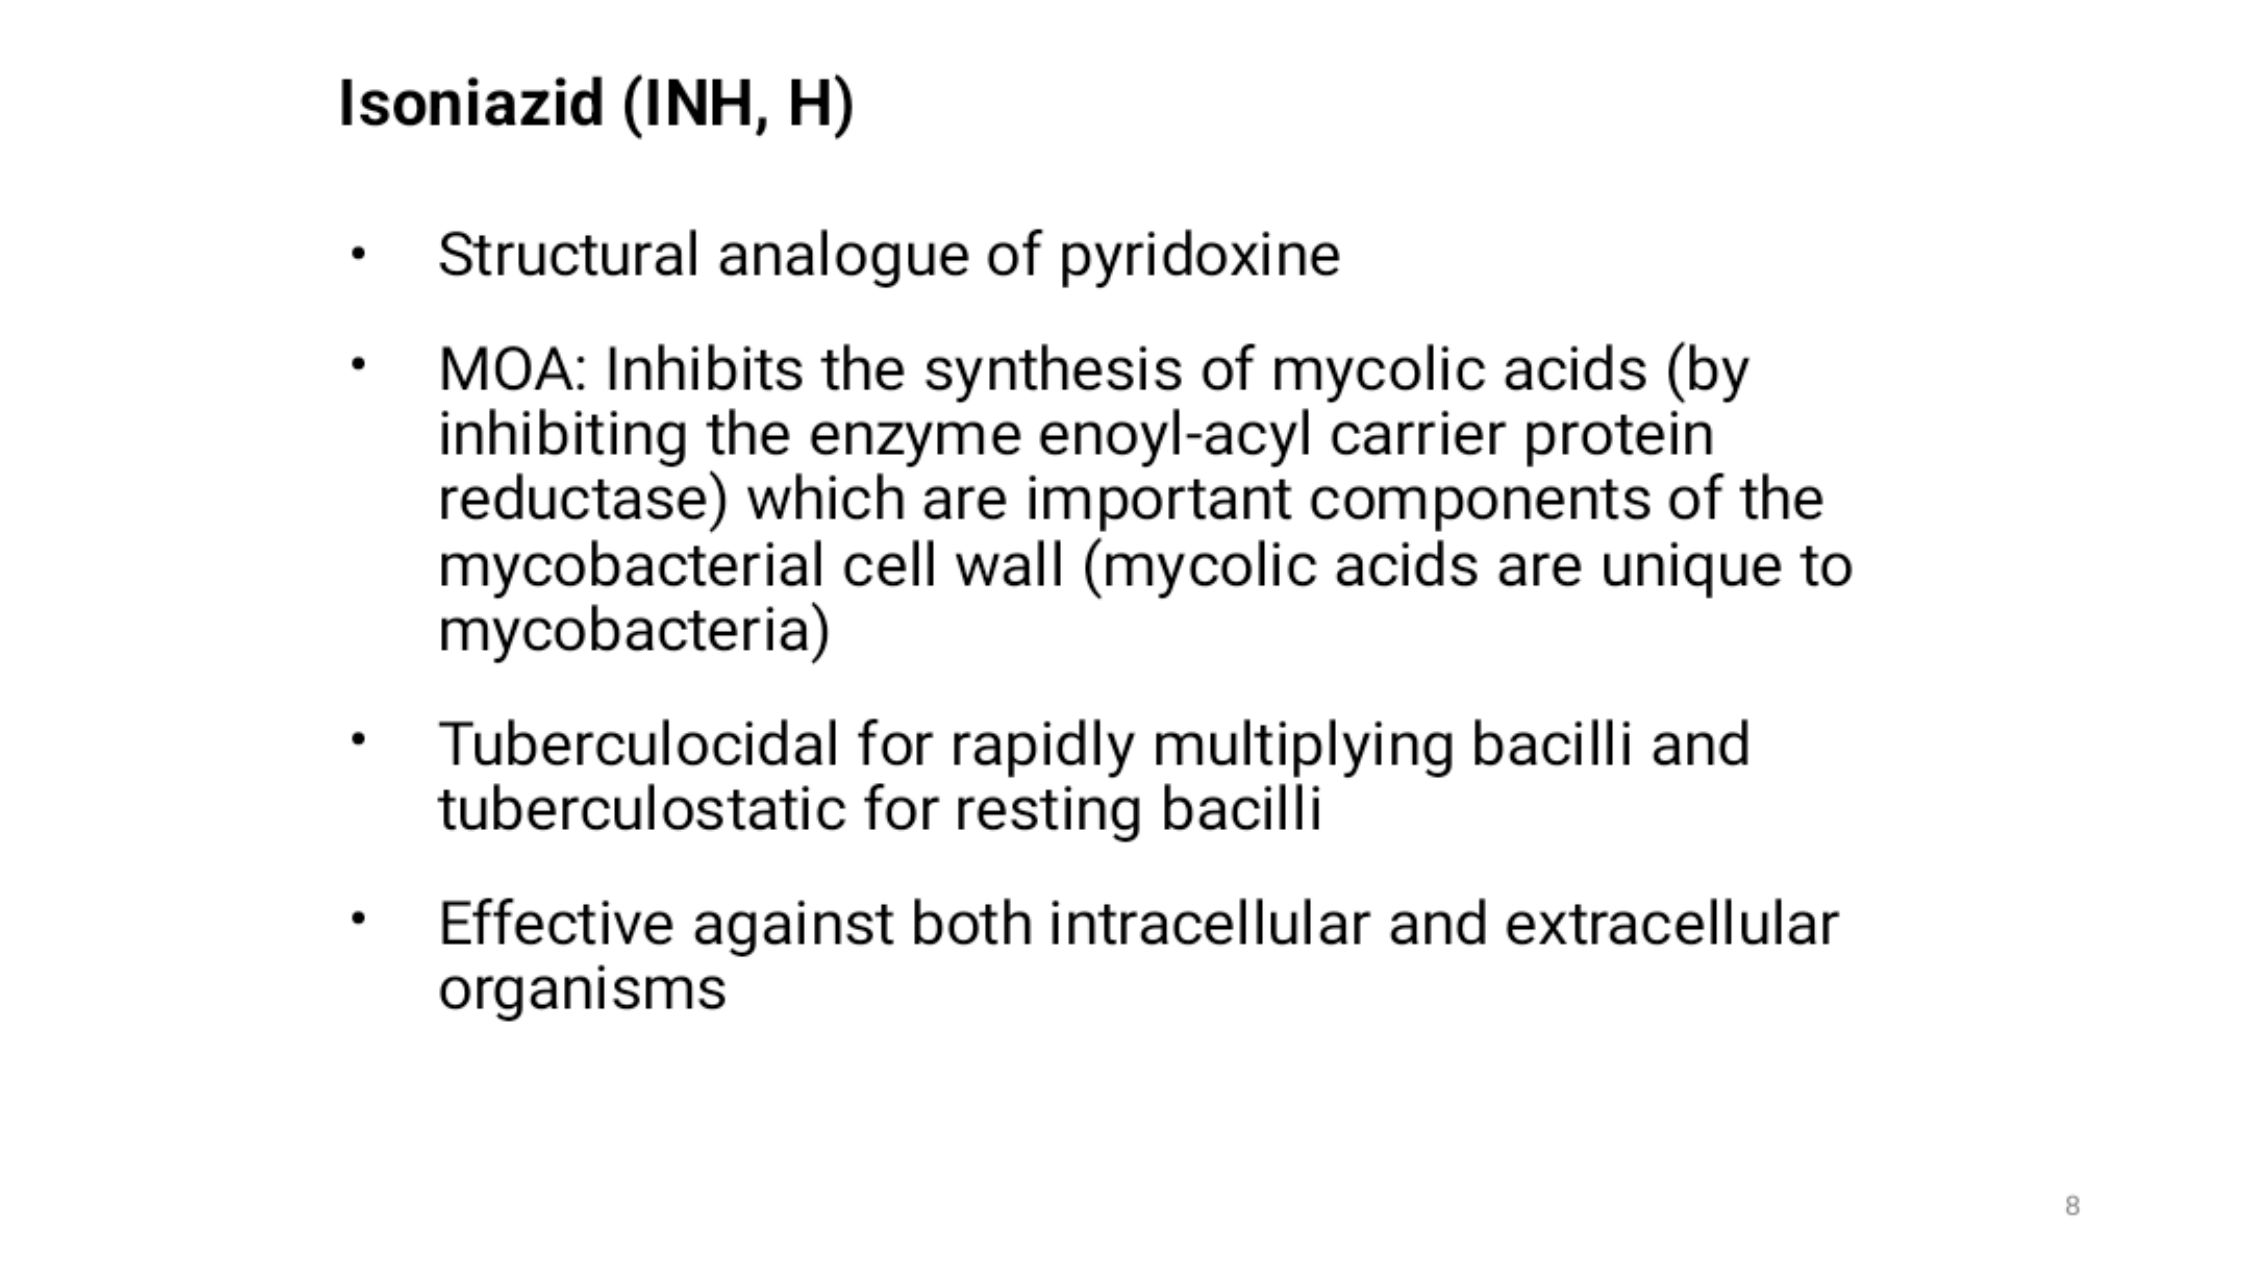 Isoniazid (INH, H)
• Structural analogue of pyridoxine
• MOA: Inhibits the synthesis of mycolic acids (by
inhibiting the enzyme enoyl-acyl carrier protein
reductase) which are important components of the
mycobacterial cell wall (mycolic acids are unique to
mycobacteria)
• Tuberculocidal for rapidly multiplying bacilli and
tuberculostatic for resting bacilli
• Effective against both intracellular and extracellular
organisms
8